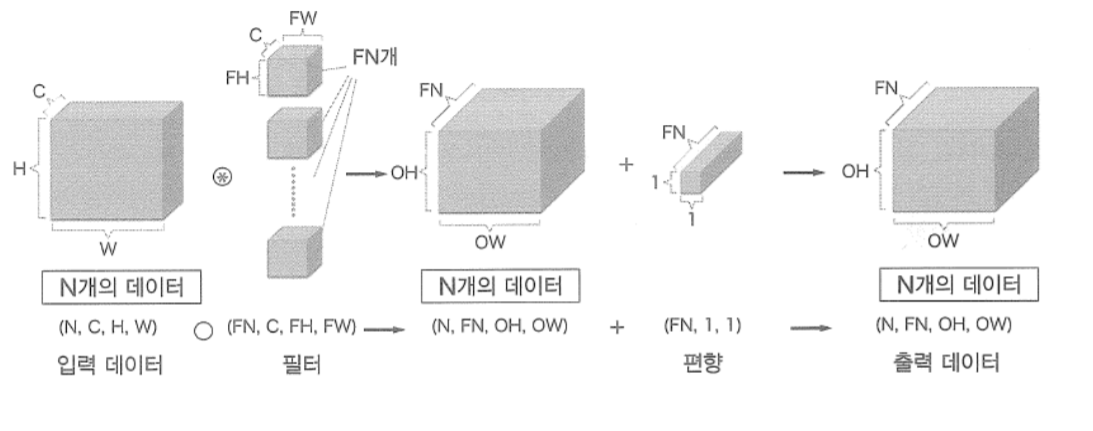 FW
C
FN개
FH
C
H
W
FN
OH
OW
+
FN
1
1
FN
OH
OW
N개의 데이터
N개의 데이터
N개의 데이터
(N, C, H, W) ○ (FN, C, FH, FW) → (N, FN, OH, OW) + (FN, 1, 1) → (N, FN, OH, OW)
입력 데이터
필터
편향
출력 데이터